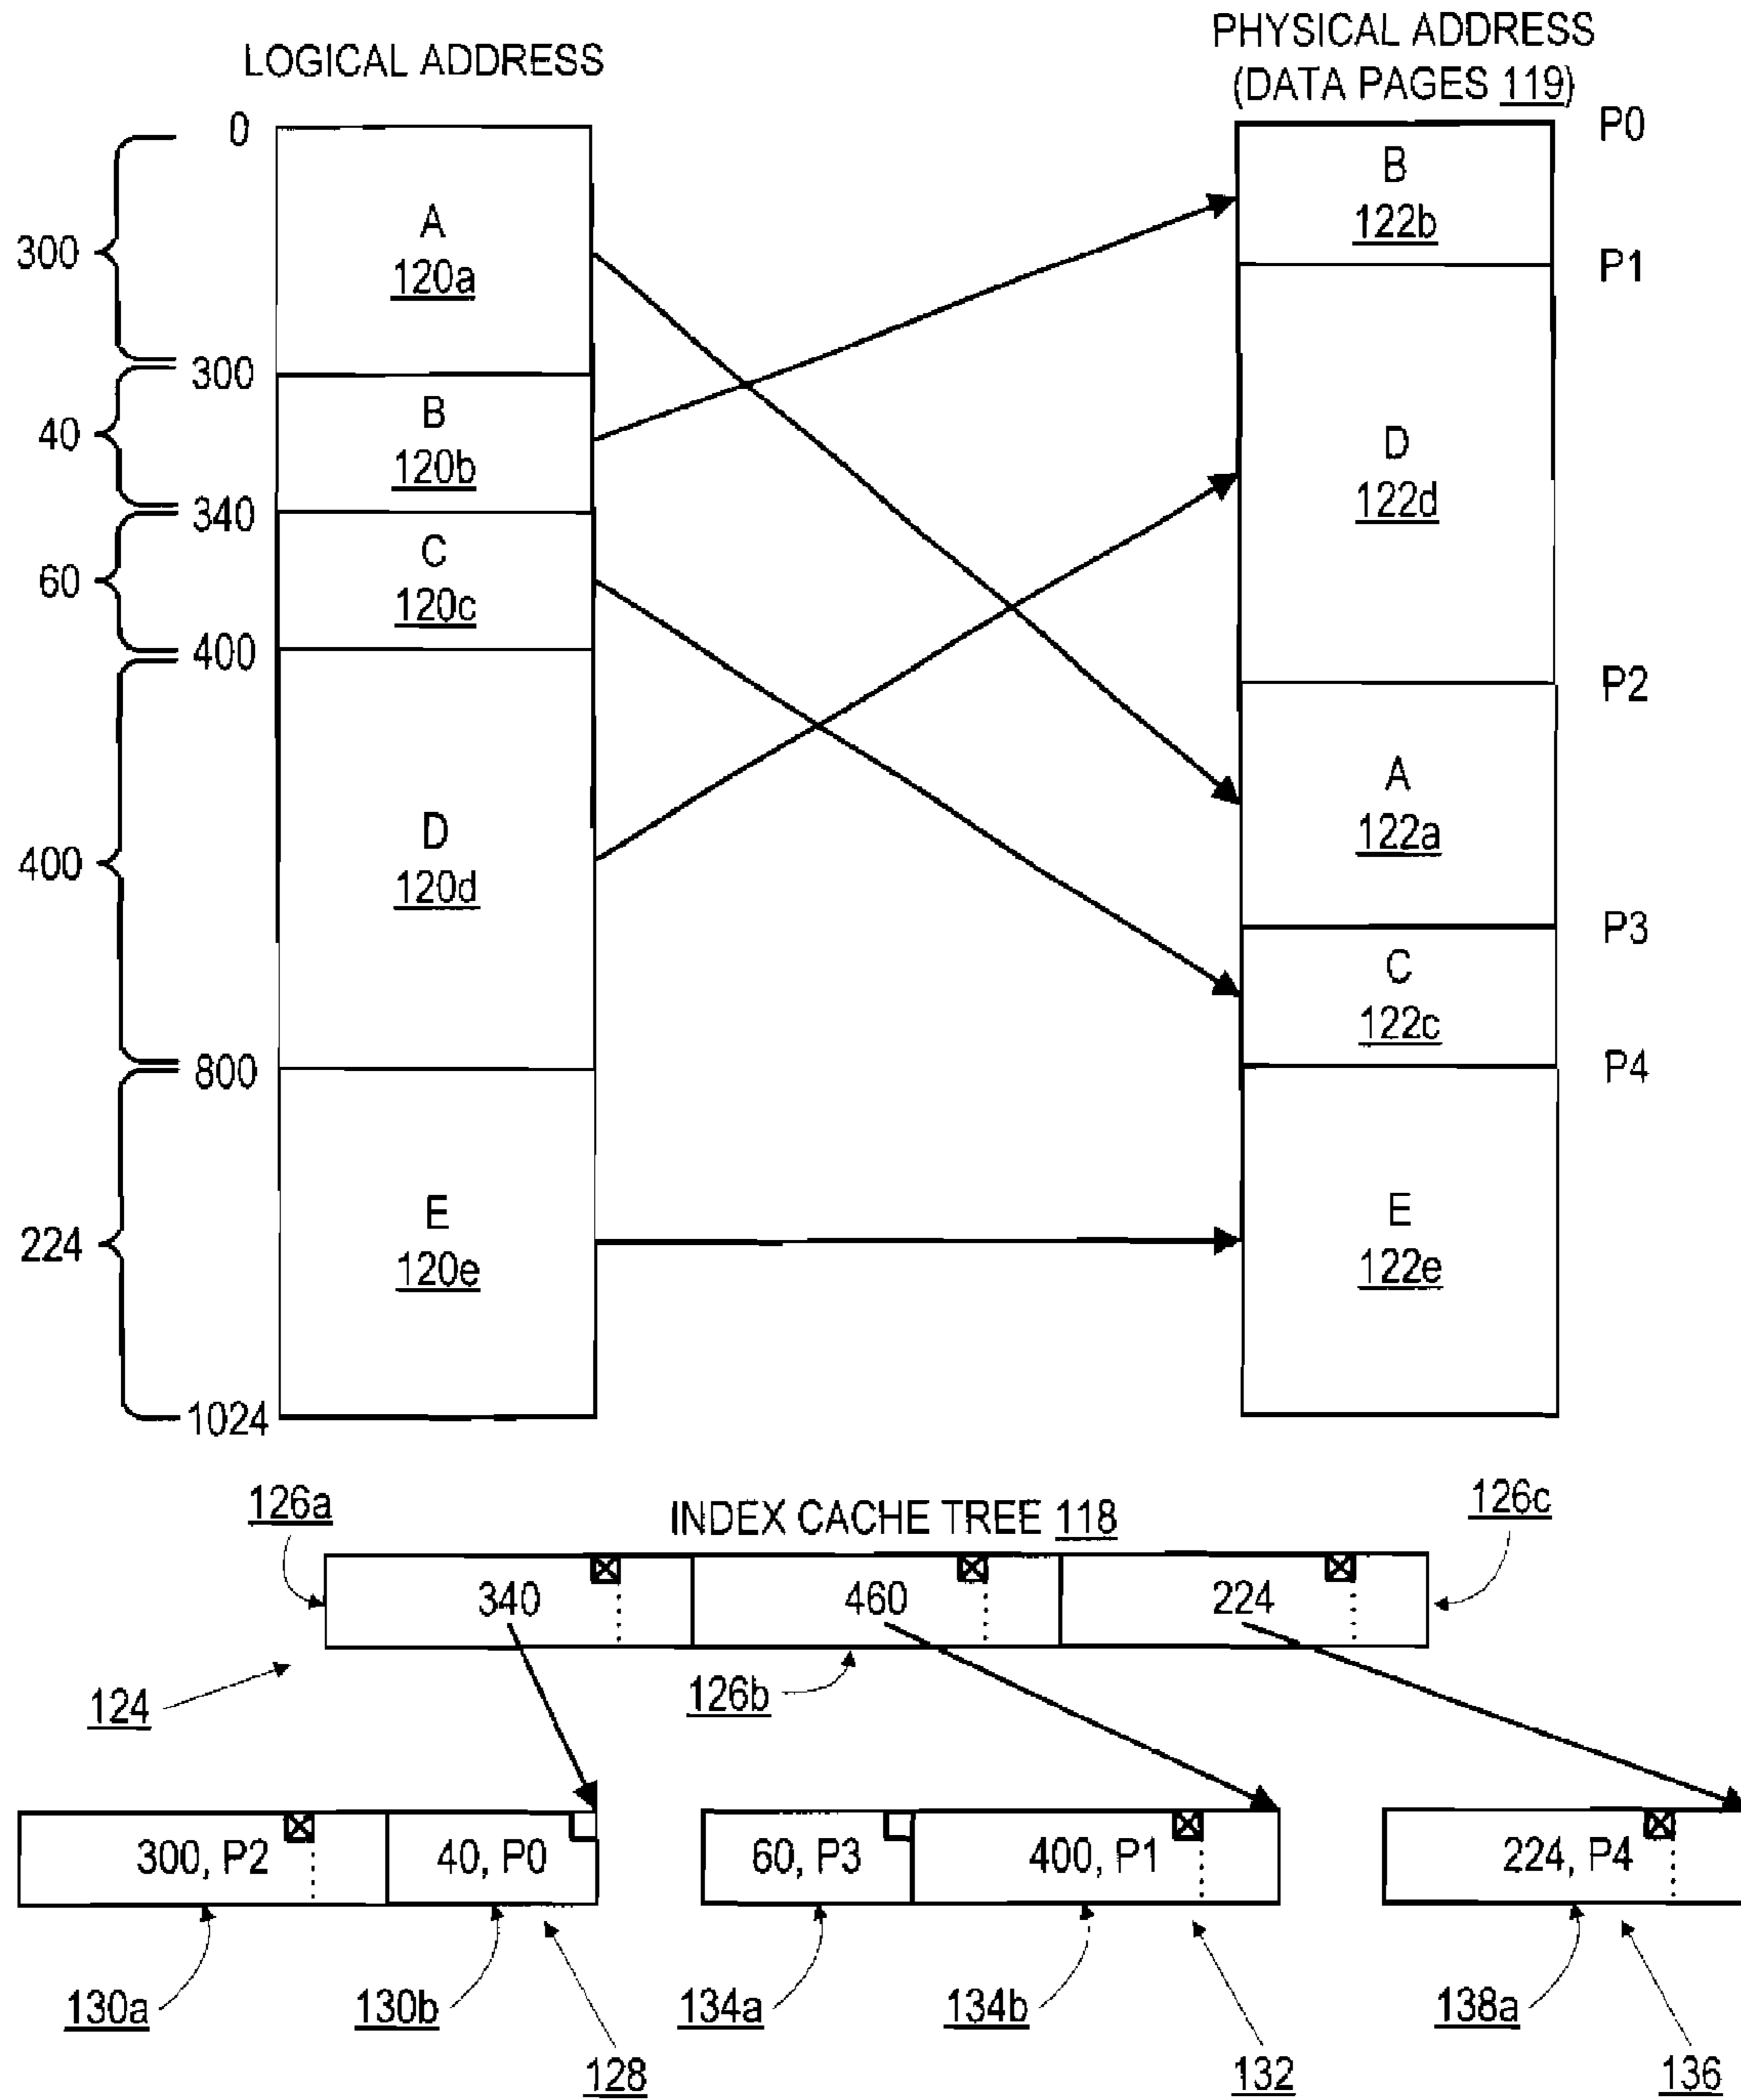 LOGICAL ADDRESS
PHYSICAL ADDRESS
(DATA PAGES 119)
0
P0
A
120a
B
122b
300
P1
300
B
120b
40
D
122d
340
C
120c
60
400
P2
D
120d
400
A
122a
P3
C
122c
800
P4
E
120e
224
E
122e
1024
126a
INDEX CACHE TREE 118
126c
340
460
224
124
126b
300, P2
40, P0
60, P3
400, P1
224, P4
130a
130b
134a
134b
138a
128
132
136